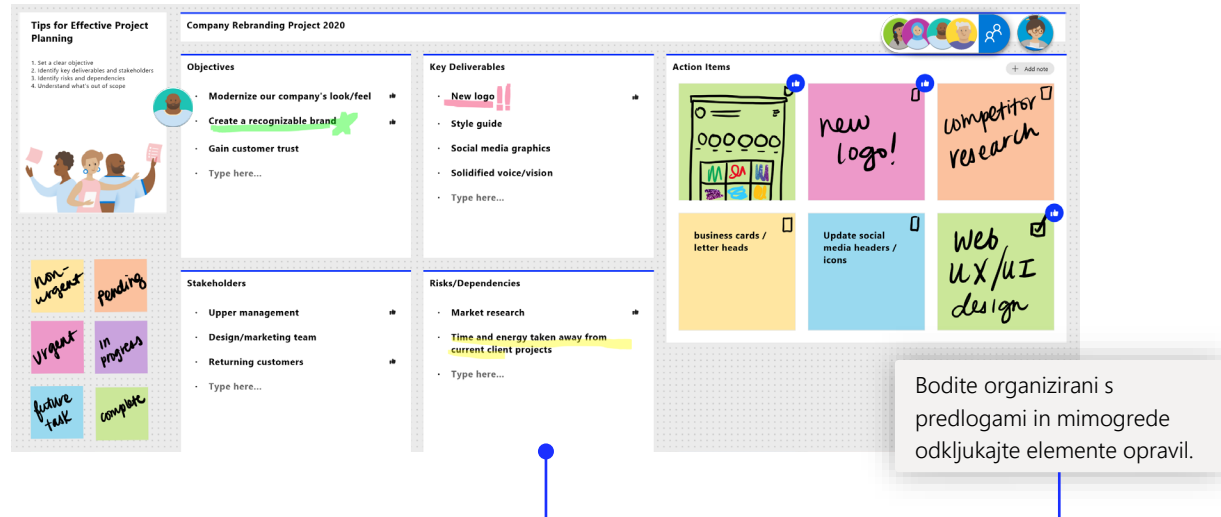 Tips for Effective Project
Planning
1. Set a clear objective
2. Identify key deliverables and stakeholders
3. Identify risks and dependencies
4. Understand what's out of scope
Company Rebranding Project 2020
Objectives
· Modernize our company's look/feel
· Create a recognizable brand
· Gain customer trust
· Type here...
Key Deliverables
· New logo
· Style guide
· Social media graphics
· Solidified voice/vision
· Type here...
Action Items
+ Add note
new
logo!
competitor
research
business cards /
letter heads
Update social
media headers /
icons
Web
UX/UI
design
non-
urgent
pending
urgent
in
progress
future
task
complete
Stakeholders
· Upper management
· Design/marketing team
· Returning customers
· Type here...
Risks/Dependencies
· Market research
· Time and energy taken away from
current client projects
· Type here...
Bodite organizirani s
predlogami in mimogrede
odkljukajte elemente opravil.